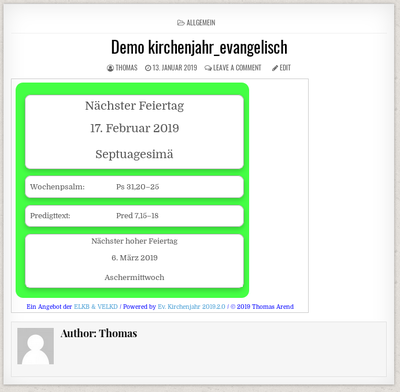 ALLGEMEIN
Demo kirchenjahr_evangelisch
THOMAS 13. JANUAR 2019 LEAVE A COMMENT EDIT
Nächster Feiertag
17. Februar 2019
Septuagesimä
Wochenpsalm: Ps 31,20–25
Predigttext: Pred 7,15–18
Nächster hoher Feiertag
6. März 2019
Aschermittwoch
Ein Angebot der ELKB & VELKD / Powered by Ev. Kirchenjahr 2019.2.0 / © 2019 Thomas Arend
Author: Thomas